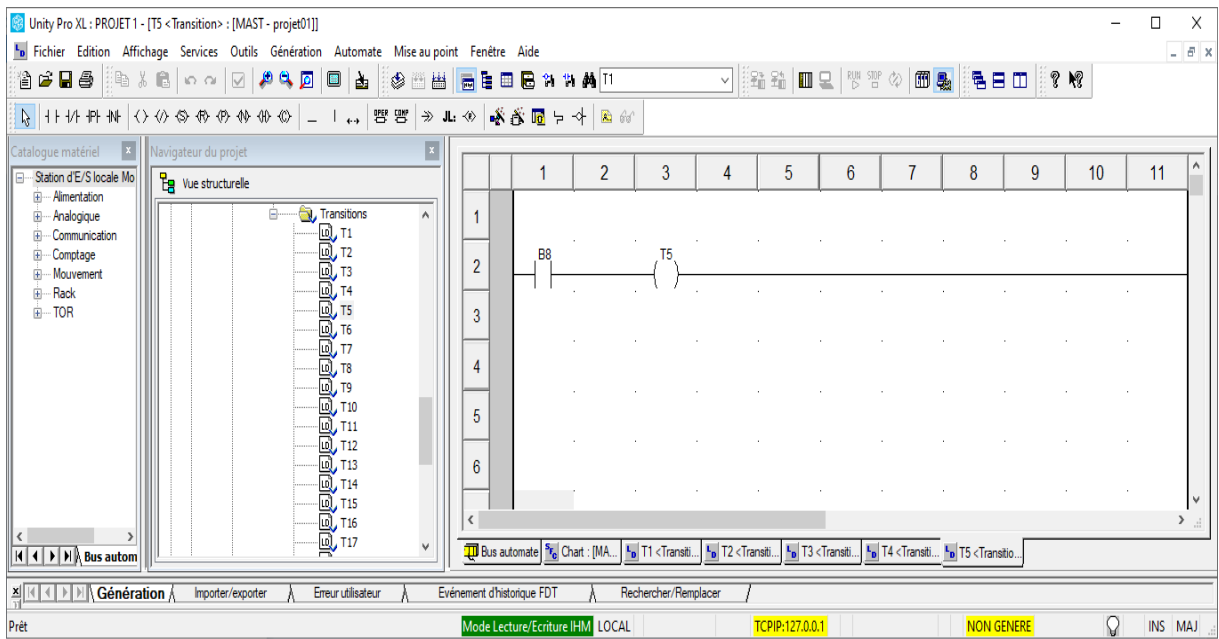 Unity Pro XL : PROJET 1 - [T5 <Transition> : [MAST - projet01]]
Fichier Edition Affichage Services Outils Génération Automate Mise au point Fenêtre Aide
T1
RUN STOP
OPER COMP
JL:
Catalogue matériel
Station d'E/S locale Mo
Alimentation
Analogique
Communication
Comptage
Mouvement
Rack
TOR
Bus autom
Navigateur du projet
Vue structurelle
Transitions
T1
T2
T3
T4
T5
T6
T7
T8
T9
T10
T11
T12
T13
T14
T15
T16
T17
1 2 3 4 5 6 7 8 9 10 11
1
2
B8 T5
3
4
5
6
Bus automate Chart : [MA... T1 <Transiti... T2 <Transiti... T3 <Transiti... T4 <Transiti... T5 <Transitio...
Génération Importer/exporter Erreur utilisateur Evénement d'historique FDT Rechercher/Remplacer
Prêt Mode Lecture/Ecriture IHM LOCAL TCPIP:127.0.0.1 NON GENERE INS MAJ